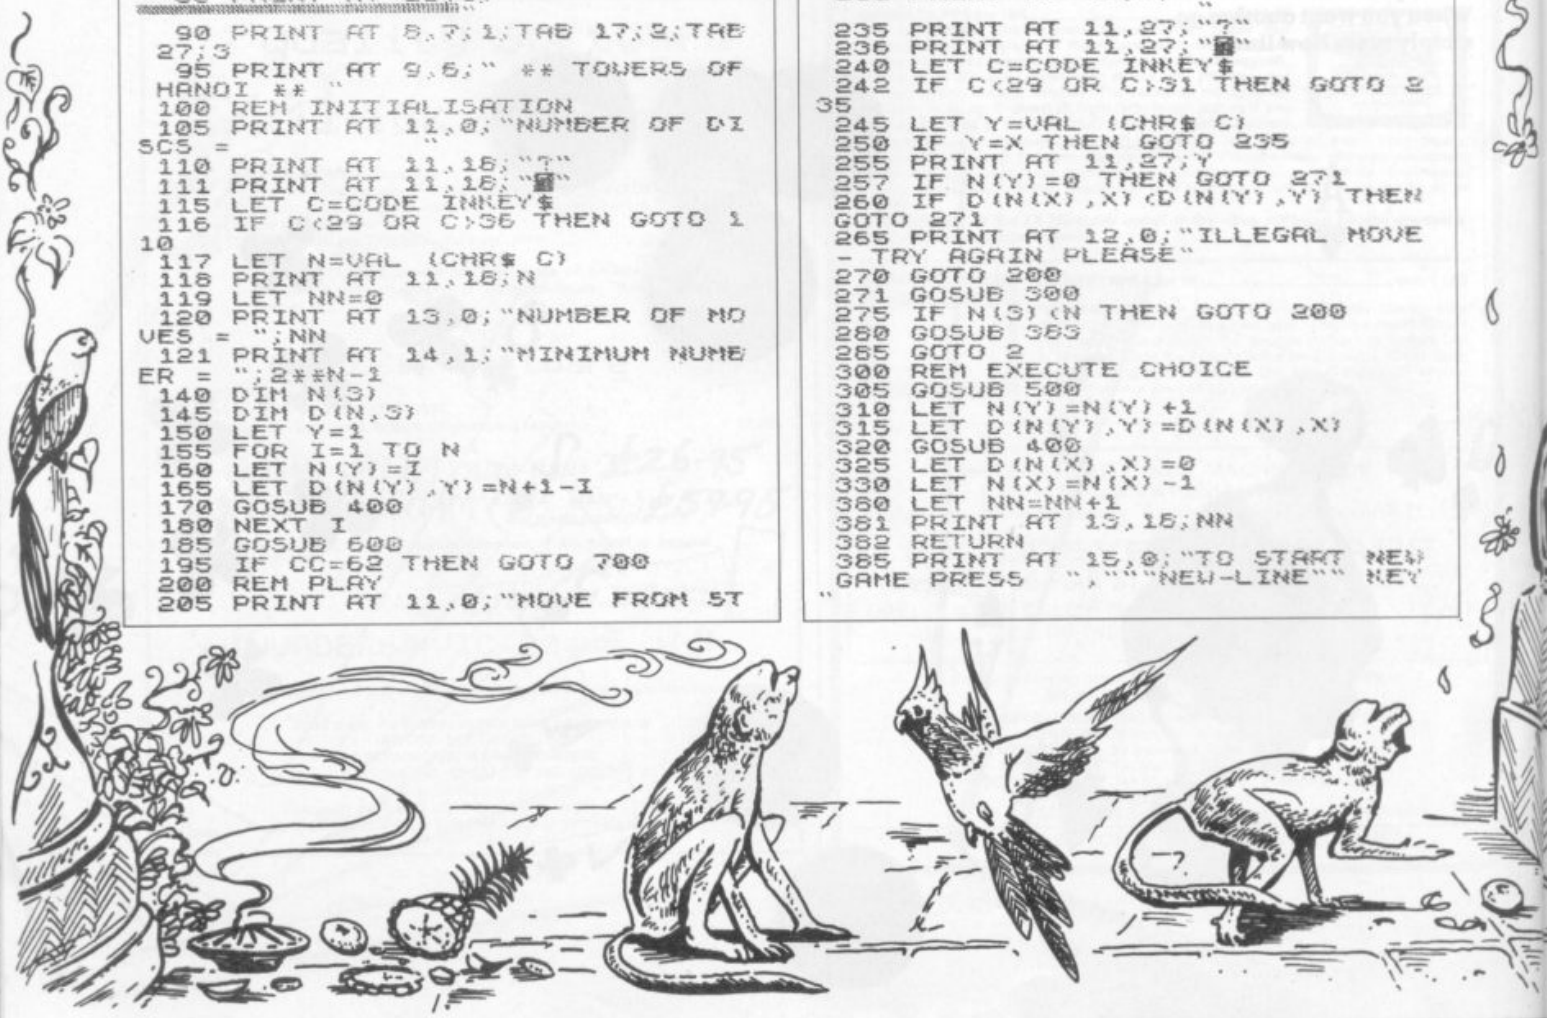 90 PRINT AT 8,7;1;TAB 17;2;TAB
27;3
95 PRINT AT 9,6;" ** TOWERS OF
HANOI ** "
100 REM INITIALISATION
105 PRINT AT 11,0;"NUMBER OF DI
SCS = "
110 PRINT AT 11,18;"?"
111 PRINT AT 11,18;"▒"
115 LET C=CODE INKEY$
116 IF C<29 OR C>36 THEN GOTO 1
10
117 LET N=VAL (CHR$ C)
118 PRINT AT 11,18;N
119 LET NN=0
120 PRINT AT 13,0;"NUMBER OF MO
VES = ";NN
121 PRINT AT 14,1;"MINIMUM NUMB
ER = ";2**N-1
140 DIM N(3)
145 DIM D(N,3)
150 LET Y=1
155 FOR I=1 TO N
160 LET N(Y)=I
165 LET D(N(Y),Y)=N+1-I
170 GOSUB 400
180 NEXT I
185 GOSUB 600
195 IF CC=62 THEN GOTO 700
200 REM PLAY
205 PRINT AT 11,0;"MOVE FROM ST
235 PRINT AT 11,27;"?"
236 PRINT AT 11,27;"▒"
240 LET C=CODE INKEY$
242 IF C<29 OR C>31 THEN GOTO 2
35
245 LET Y=VAL (CHR$ C)
250 IF Y=X THEN GOTO 235
255 PRINT AT 11,27;Y
257 IF N(Y)=0 THEN GOTO 271
260 IF D(N(X),X)<D(N(Y),Y) THEN
GOTO 271
265 PRINT AT 12,0;"ILLEGAL MOVE
- TRY AGAIN PLEASE"
270 GOTO 200
271 GOSUB 300
275 IF N(3)<N THEN GOTO 200
280 GOSUB 383
285 GOTO 2
300 REM EXECUTE CHOICE
305 GOSUB 500
310 LET N(Y)=N(Y)+1
315 LET D(N(Y),Y)=D(N(X),X)
320 GOSUB 400
325 LET D(N(X),X)=0
330 LET N(X)=N(X)-1
380 LET NN=NN+1
381 PRINT AT 13,18;NN
382 RETURN
385 PRINT AT 15,0;"TO START NEW
GAME PRESS ",,"""NEW-LINE"" KEY
"